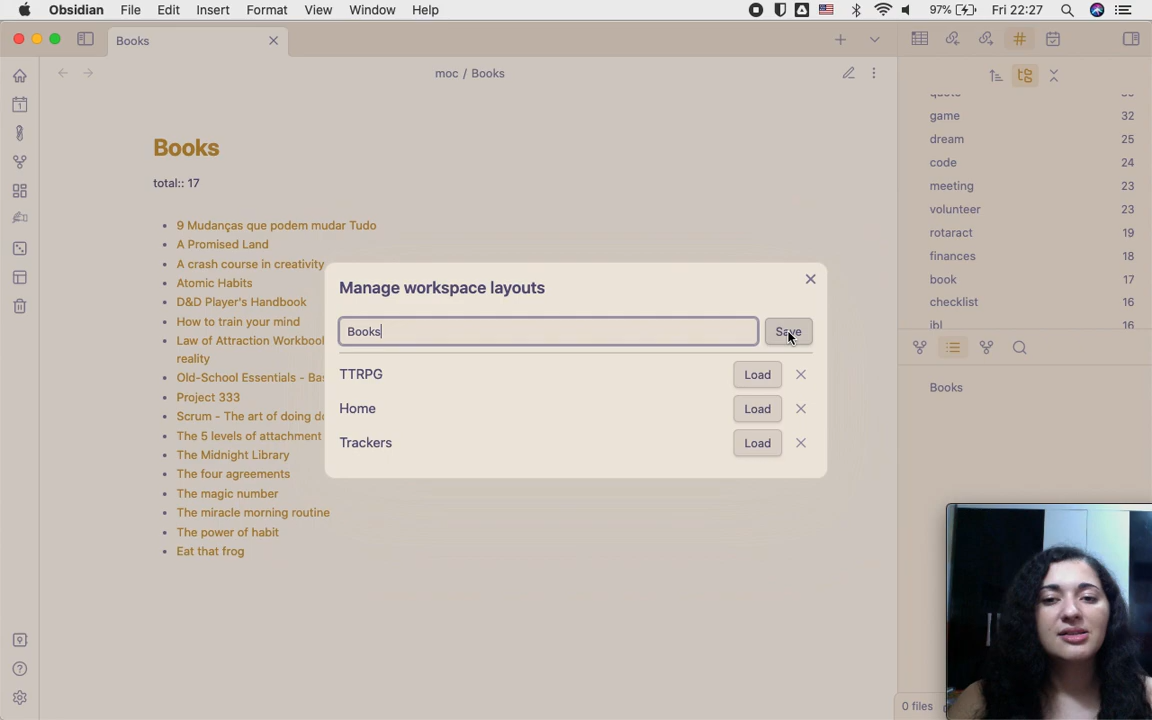 Obsidian File Edit Insert Format View Window Help 97% Fri 22:27
Books
moc / Books
Books
total:: 17
9 Mudanças que podem mudar Tudo
A Promised Land
A crash course in creativity
Atomic Habits
D&D Player's Handbook
How to train your mind
Law of Attraction Workbook
reality
Old-School Essentials - Ba
Project 333
Scrum - The art of doing d
The 5 levels of attachment
The Midnight Library
The four agreements
The magic number
The miracle morning routine
The power of habit
Eat that frog
Manage workspace layouts
Books Save
TTRPG Load
Home Load
Trackers Load
game 32
dream 25
code 24
meeting 23
volunteer 23
rotaract 19
finances 18
book 17
checklist 16
ibl 16
Books
0 files